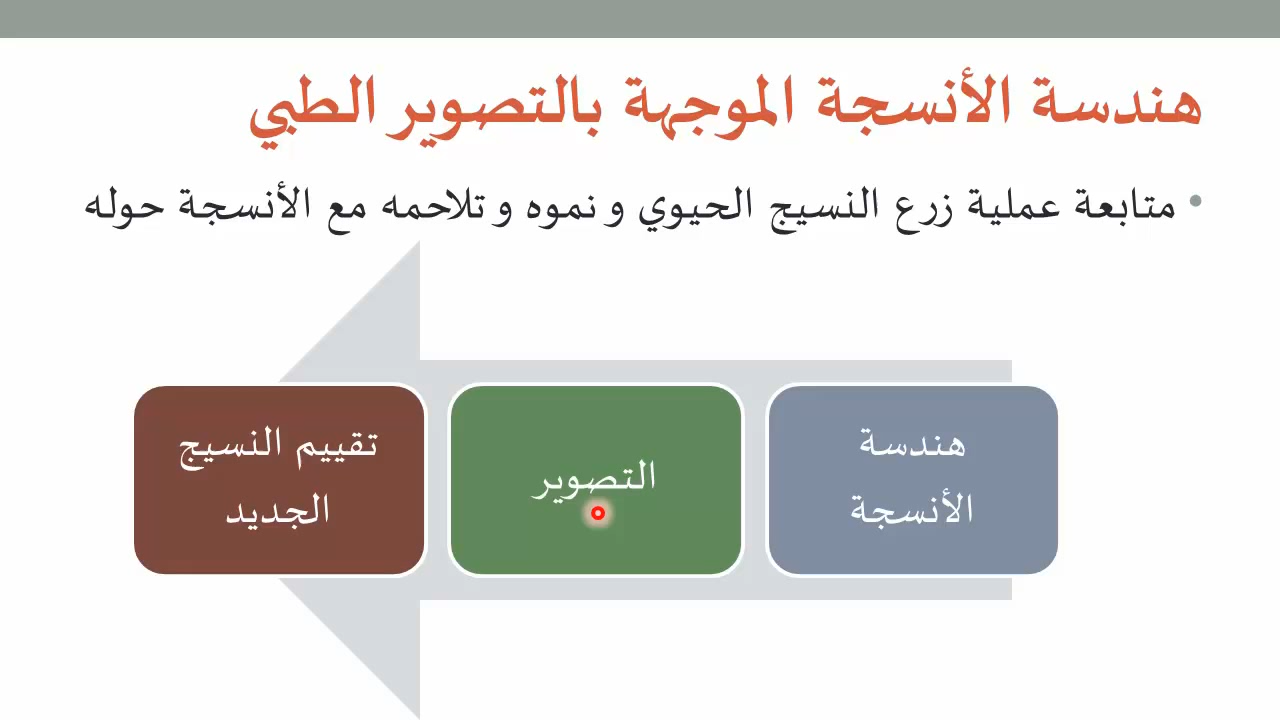 هندسة الأنسجة الموجهة بالتصوير الطبي
• متابعة عملية زرع النسيج الحيوي و نموه و تلاحمه مع الأنسجة حوله
هندسة
الأنسجة
التصوير
تقييم النسيج
الجديد